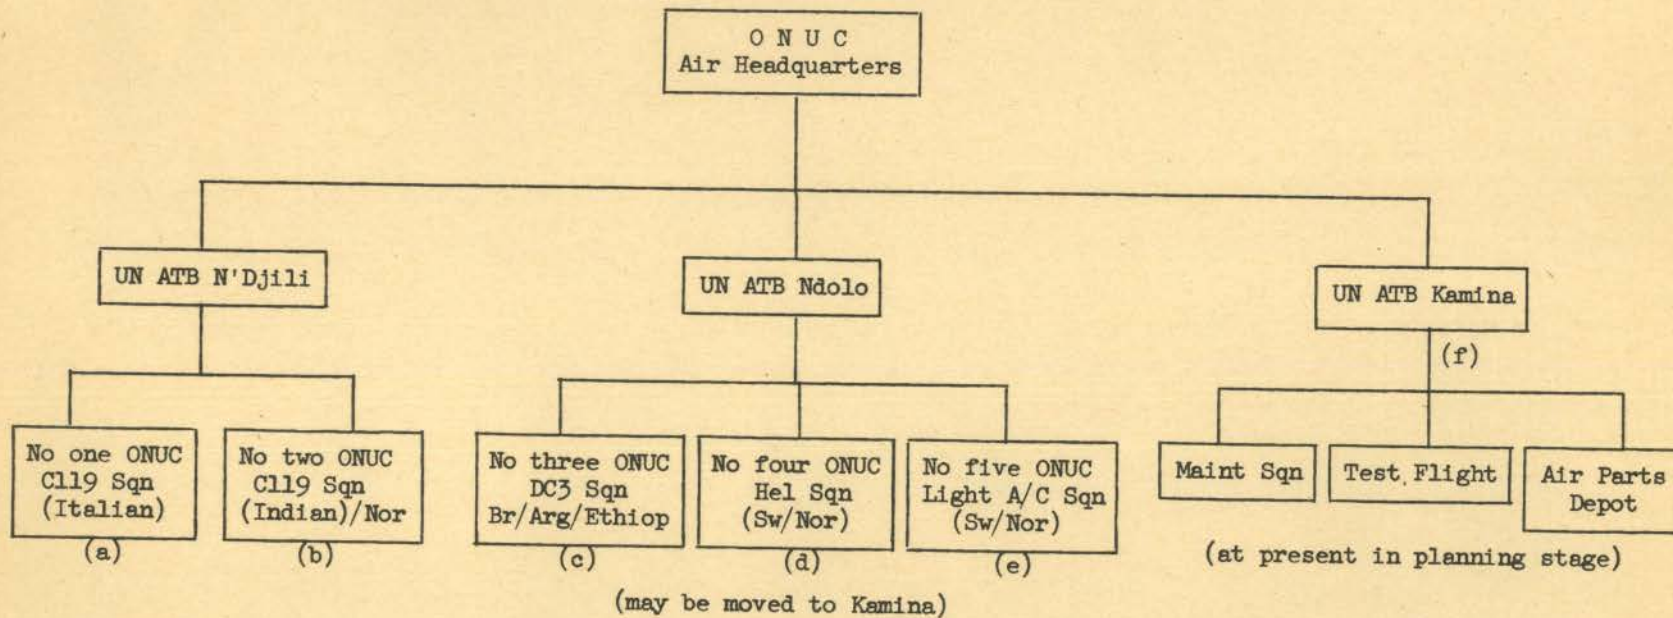 O N U C
Air Headquarters
UN ATB N'Djili
UN ATB Ndolo
UN ATB Kamina
(f)
No one ONUC
C119 Sqn
(Italian)
(a)
No two ONUC
C119 Sqn
(Indian)/Nor
(b)
No three ONUC
DC3 Sqn
Br/Arg/Ethiop
(c)
No four ONUC
Hel Sqn
(Sw/Nor)
(d)
No five ONUC
Light A/C Sqn
(Sw/Nor)
(e)
Maint Sqn
Test Flight
Air Parts
Depot
(at present in planning stage)
(may be moved to Kamina)